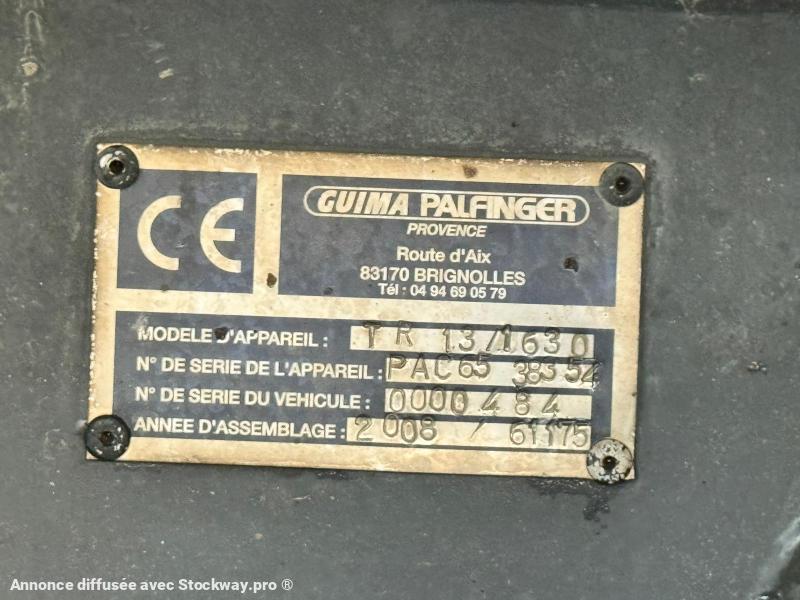 CE
GUIMA PALFINGER
PROVENCE
Route d'Aix
83170 BRIGNOLLES
Tél : 04 94 69 05 79
MODELE D'APPAREIL : TR 13/1630
N° DE SERIE DE L'APPAREIL : PAC65
N° DE SERIE DU VEHICULE : 0000484
ANNEE D'ASSEMBLAGE : 2008 / 61175
Annonce diffusée avec Stockway.pro ®